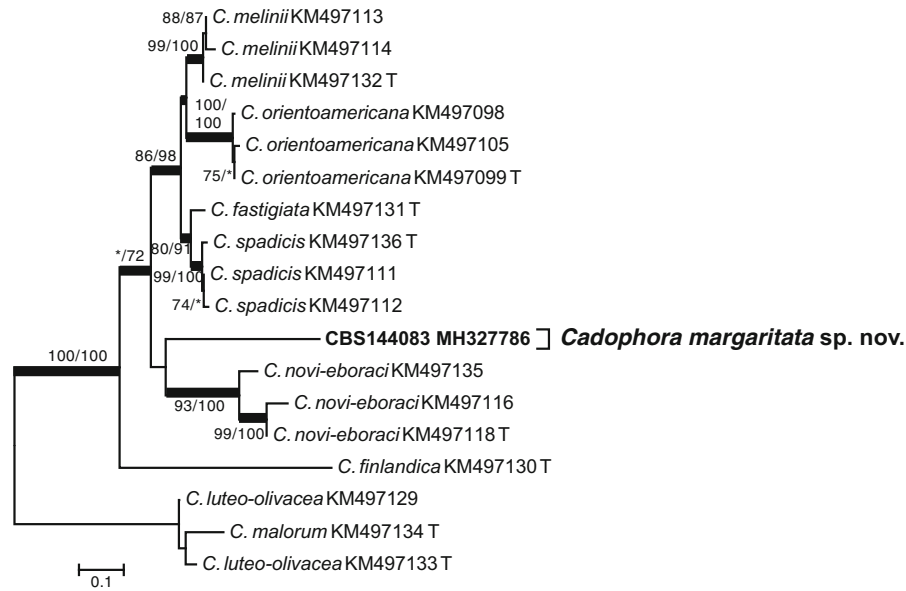 88/87
C. melinii KM497113
99/100
C. melinii KM497114
C. melinii KM497132 T
100/
100
C. orientoamericana KM497098
C. orientoamericana KM497105
86/98
75/*
C. orientoamericana KM497099 T
C. fastigiata KM497131 T
*/72
80/91
C. spadicis KM497136 T
99/100
C. spadicis KM497111
74/*
C. spadicis KM497112
CBS144083 MH327786 Cadophora margaritata sp. nov.
100/100
C. novi-eboraci KM497135
93/100
C. novi-eboraci KM497116
99/100
C. novi-eboraci KM497118 T
C. finlandica KM497130 T
C. luteo-olivacea KM497129
C. malorum KM497134 T
C. luteo-olivacea KM497133 T
0.1